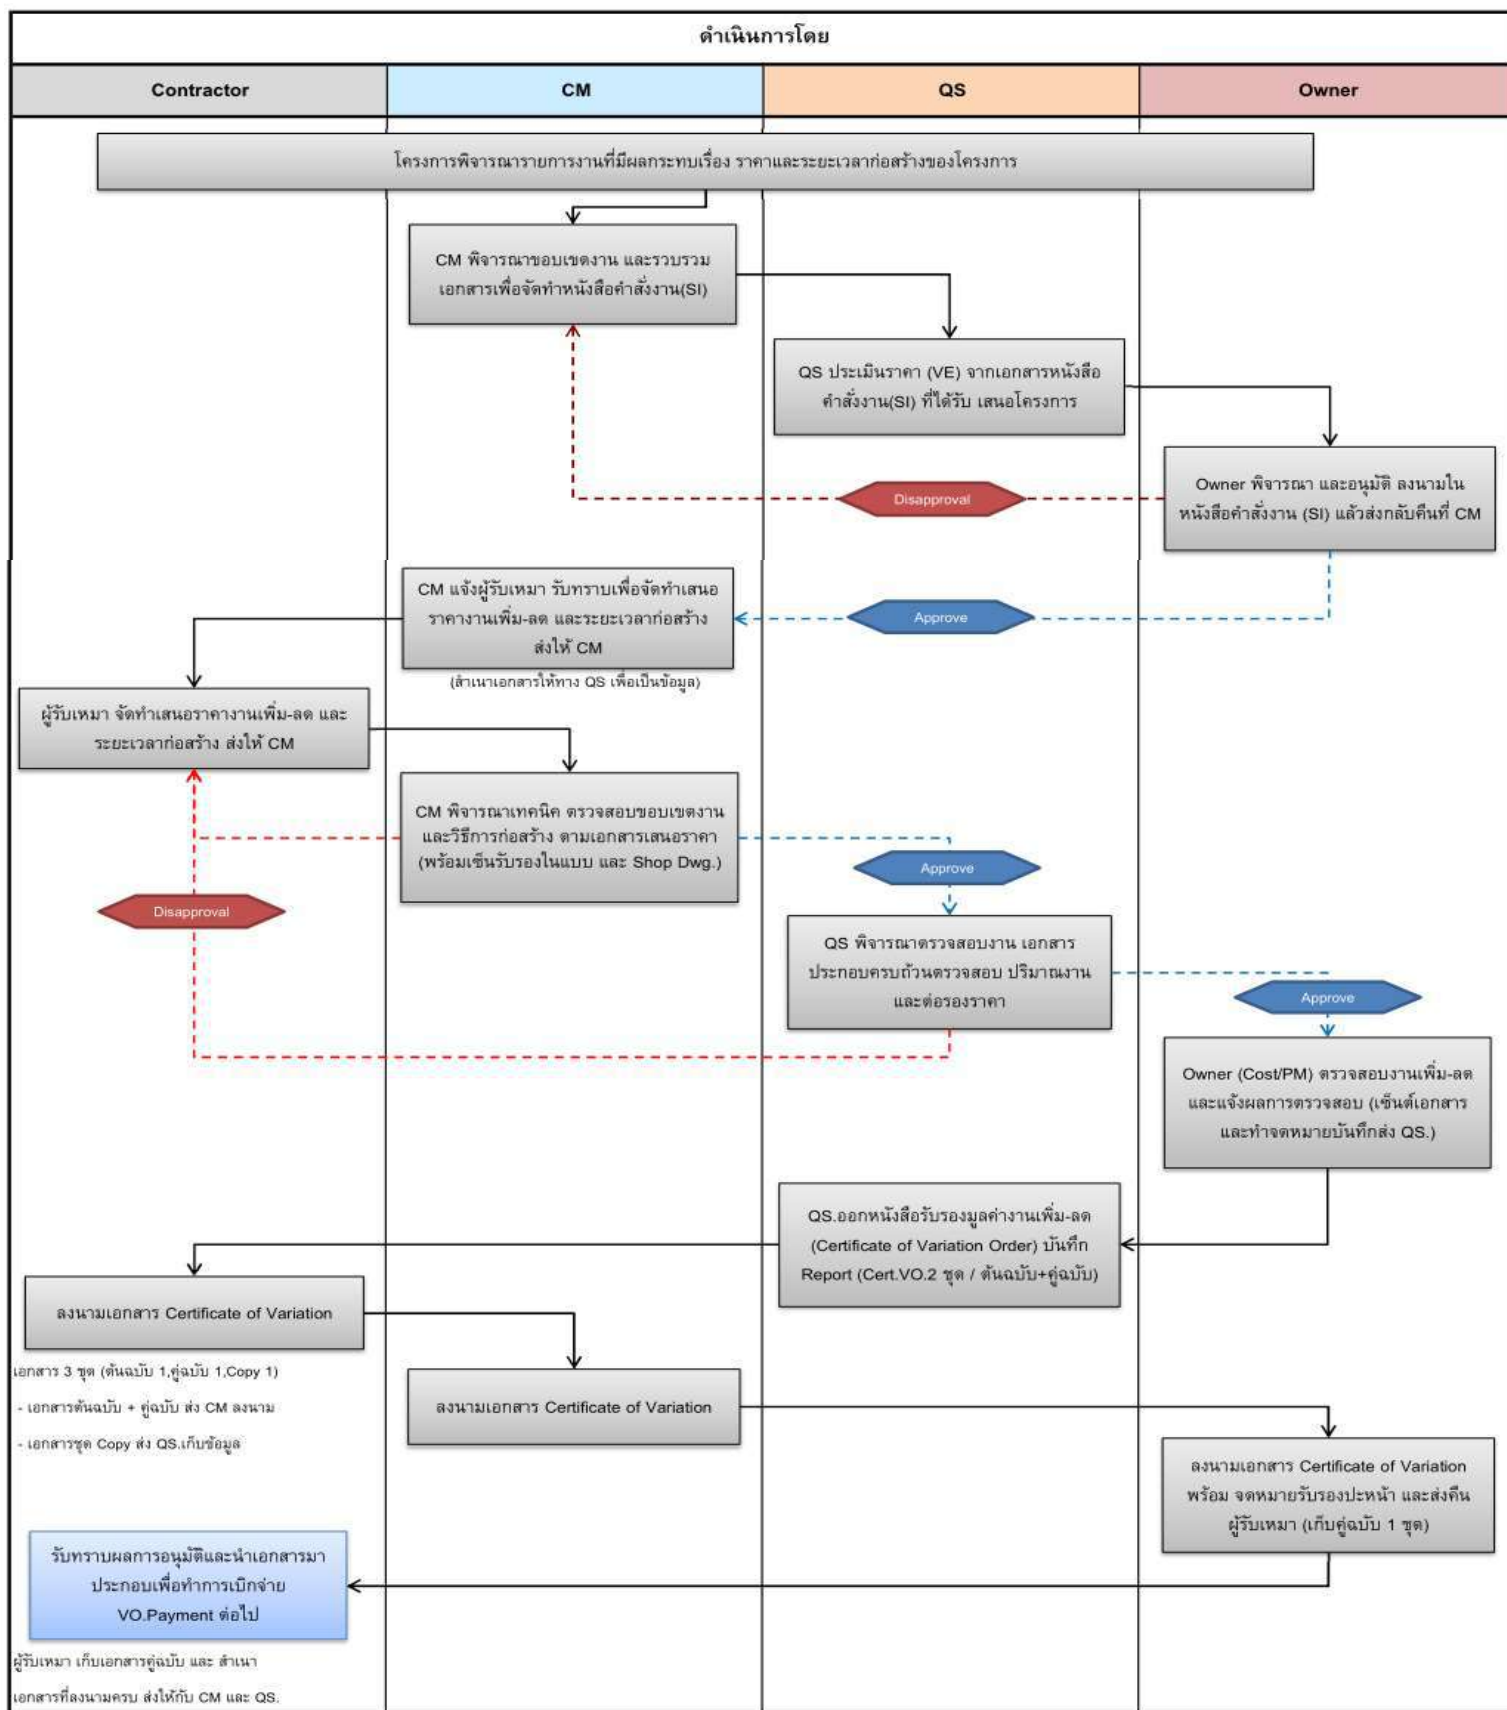 ดำเนินการโดย
Contractor
CM
QS
Owner
โครงการพิจารณารายการงานที่มีผลกระทบเรื่อง ราคาและระยะเวลาก่อสร้างของโครงการ
CM พิจารณาขอบเขตงาน และรวบรวม
เอกสารเพื่อจัดทำหนังสือคำสั่งงาน(SI)
QS ประเมินราคา (VE) จากเอกสารหนังสือ
คำสั่งงาน(SI) ที่ได้รับ เสนอโครงการ
Owner พิจารณา และอนุมัติ ลงนามใน
หนังสือคำสั่งงาน (SI) แล้วส่งกลับคืนที่ CM
Disapproval
CM แจ้งผู้รับเหมา รับทราบเพื่อจัดทำเสนอ
ราคางานเพิ่ม-ลด และระยะเวลาก่อสร้าง
ส่งให้ CM
Approve
(สำเนาเอกสารให้ทาง QS เพื่อเป็นข้อมูล)
ผู้รับเหมา จัดทำเสนอราคางานเพิ่ม-ลด และ
ระยะเวลาก่อสร้าง ส่งให้ CM
CM พิจารณาเทคนิค ตรวจสอบขอบเขตงาน
และวิธีการก่อสร้าง ตามเอกสารเสนอราคา
(พร้อมเซ็นรับรองในแบบ และ Shop Dwg.)
Approve
Disapproval
QS พิจารณาตรวจสอบงาน เอกสาร
ประกอบครบถ้วนตรวจสอบ ปริมาณงาน
และต่อรองราคา
Approve
Owner (Cost/PM) ตรวจสอบงานเพิ่ม-ลด
และแจ้งผลการตรวจสอบ (เซ็นต์เอกสาร
และทำจดหมายบันทึกส่ง QS.)
QS.ออกหนังสือรับรองมูลค่างานเพิ่ม-ลด
(Certificate of Variation Order) บันทึก
Report (Cert.VO.2 ชุด / ต้นฉบับ+คู่ฉบับ)
ลงนามเอกสาร Certificate of Variation
เอกสาร 3 ชุด (ต้นฉบับ 1,คู่ฉบับ 1,Copy 1)
- เอกสารต้นฉบับ + คู่ฉบับ ส่ง CM ลงนาม
- เอกสารชุด Copy ส่ง QS.เก็บข้อมูล
ลงนามเอกสาร Certificate of Variation
ลงนามเอกสาร Certificate of Variation
พร้อม จดหมายรับรองปะหน้า และส่งคืน
ผู้รับเหมา (เก็บคู่ฉบับ 1 ชุด)
รับทราบผลการอนุมัติและนำเอกสารมา
ประกอบเพื่อทำการเบิกจ่าย
VO.Payment ต่อไป
ผู้รับเหมา เก็บเอกสารคู่ฉบับ และ สำเนา
เอกสารที่ลงนามครบ ส่งให้กับ CM และ QS.